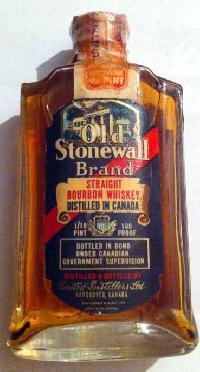 PINT
Old
Stonewall
Brand
STRAIGHT
BOURBON WHISKEY
DISTILLED IN CANADA
1/10 100
PINT PROOF
BOTTLED IN BOND
UNDER CANADIAN
GOVERNMENT SUPERVISION
DISTILLED & BOTTLED BY
United Distillers Ltd.
VANCOUVER, CANADA